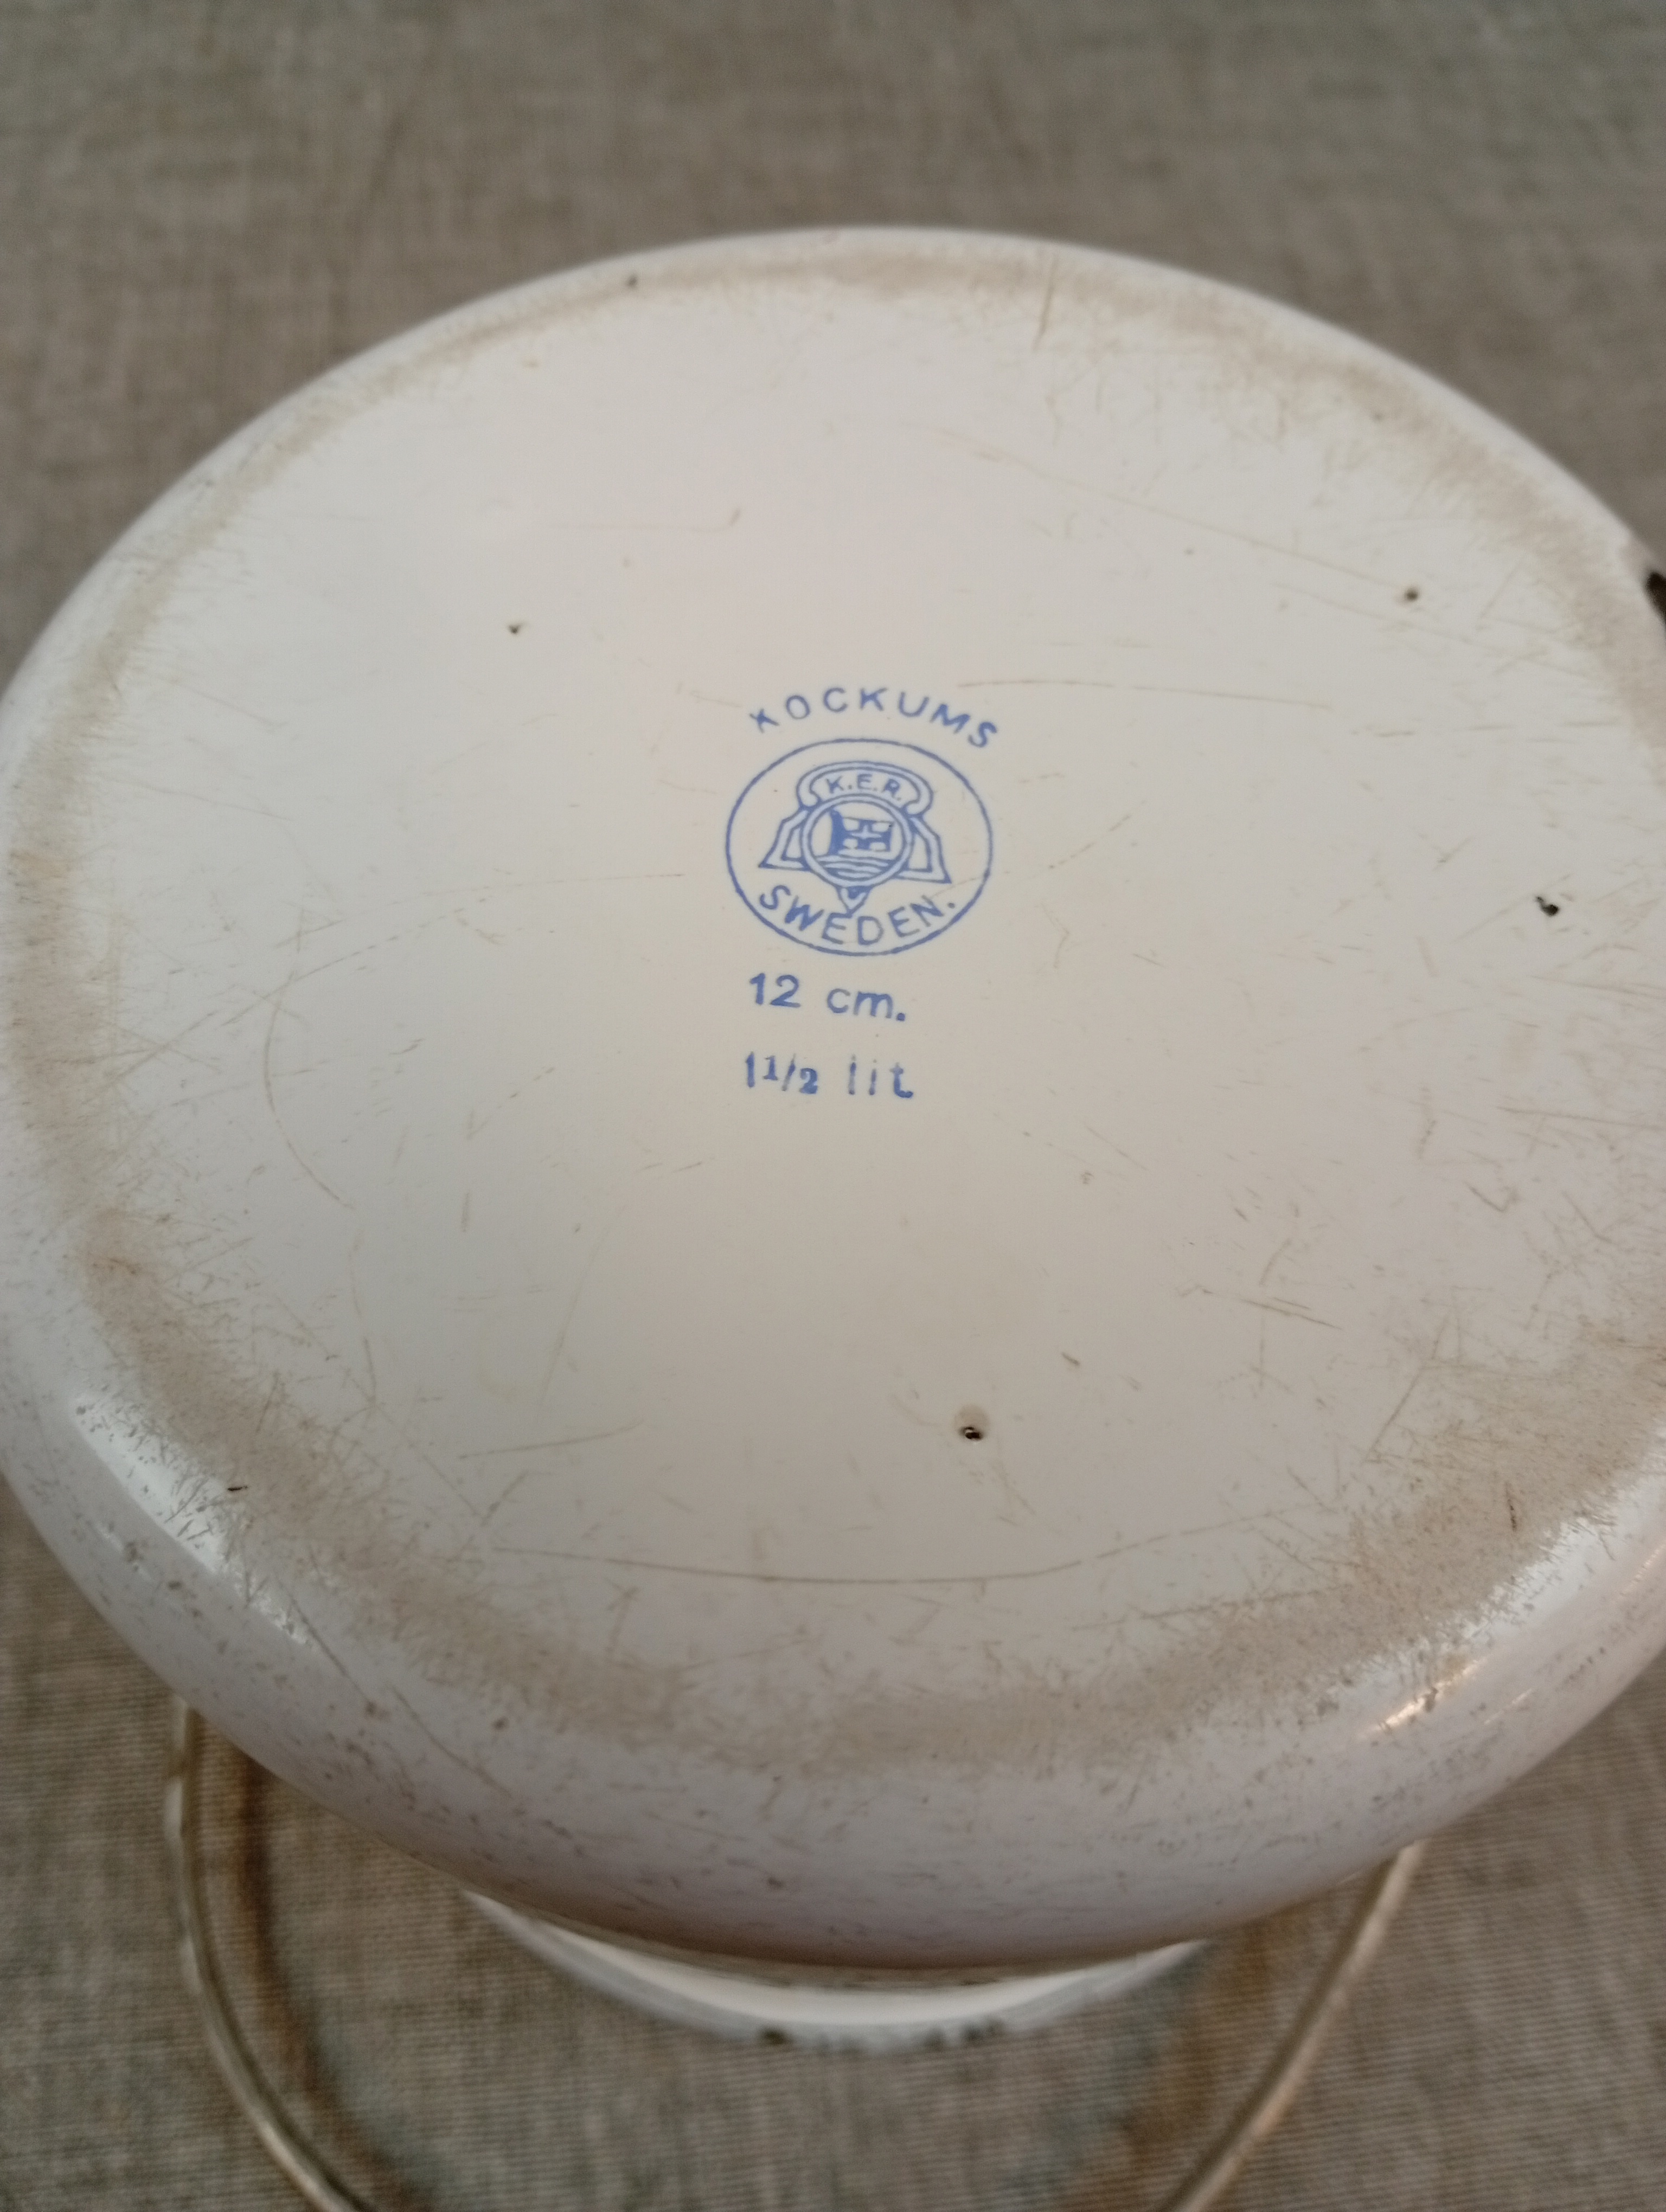 KOCKUMS
K.E.R.
SWEDEN.
12 cm.
1 1/2 lit